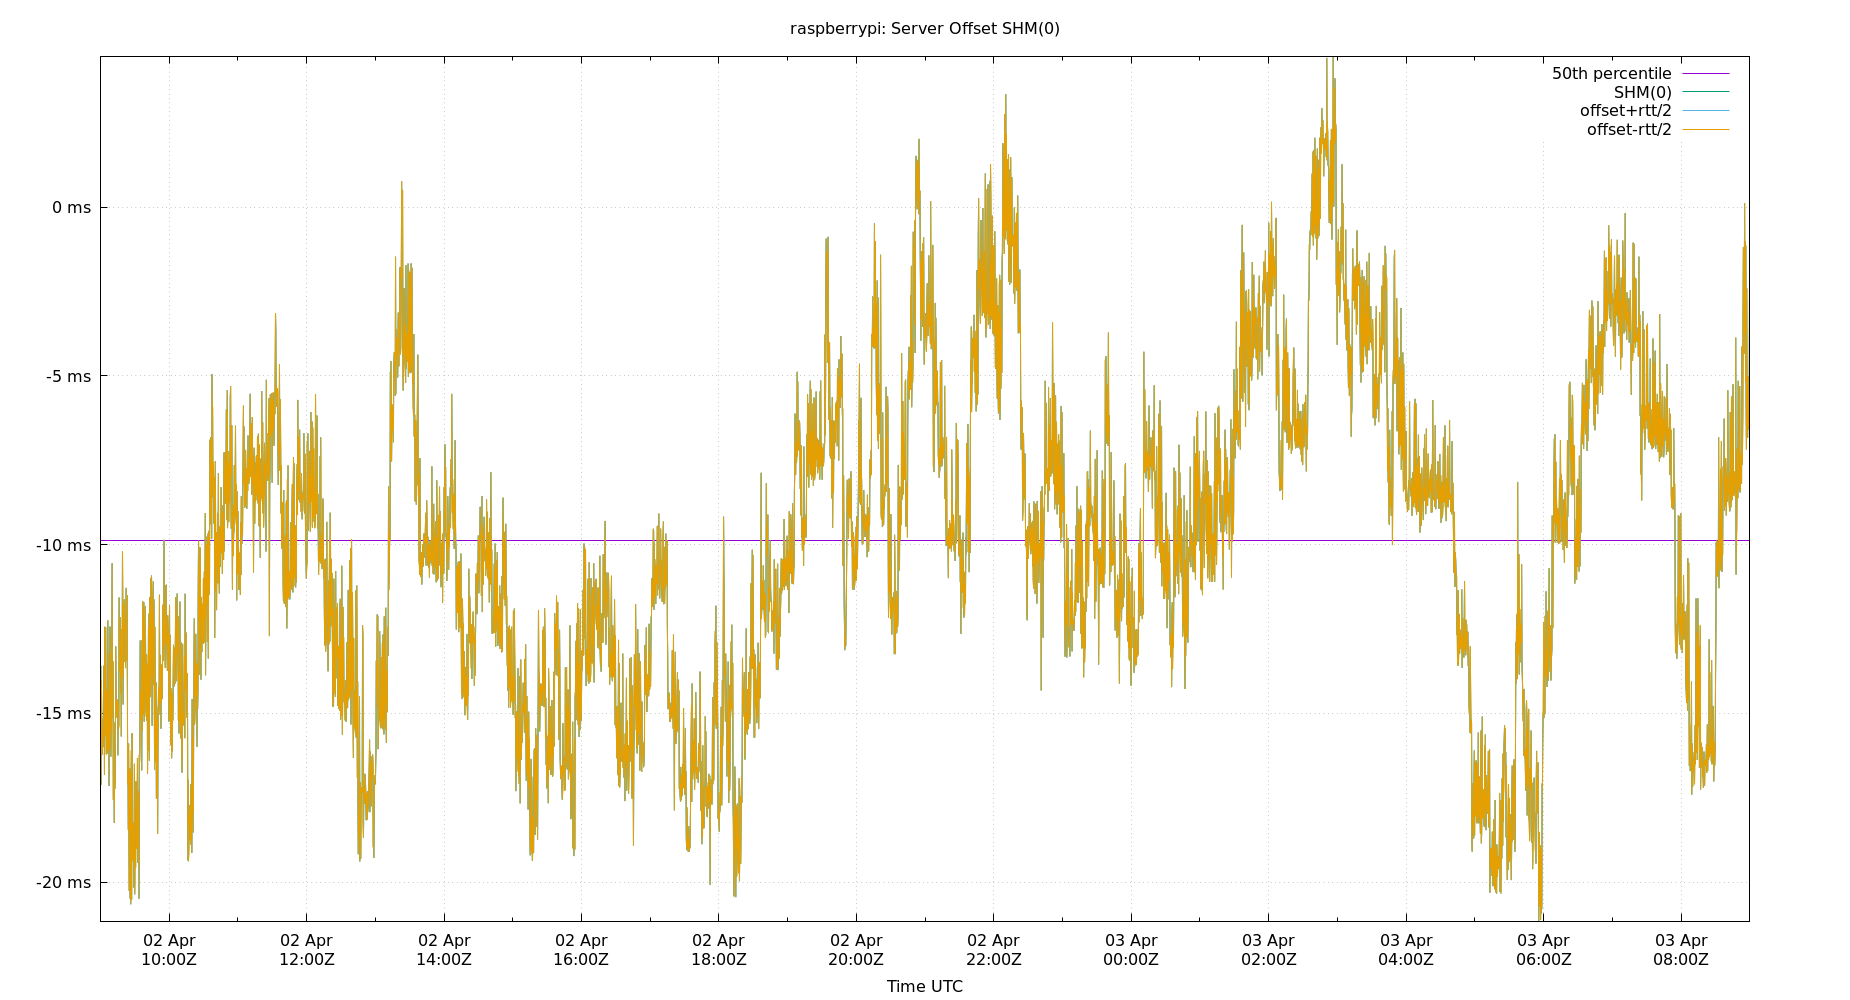 raspberrypi: Server Offset SHM(0)
50th percentile
SHM(0)
offset+rtt/2
offset-rtt/2
0 ms
-5 ms
-10 ms
-15 ms
-20 ms
02 Apr 02 Apr 02 Apr 02 Apr 02 Apr 02 Apr 02 Apr 03 Apr 03 Apr 03 Apr 03 Apr 03 Apr
10:00Z 12:00Z 14:00Z 16:00Z 18:00Z 20:00Z 22:00Z 00:00Z 02:00Z 04:00Z 06:00Z 08:00Z
Time UTC